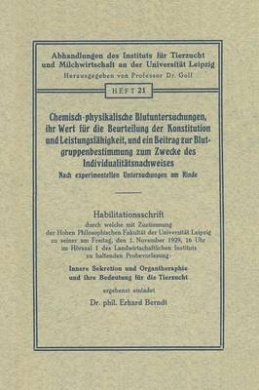 Abhandlungen des Instituts für Tierzucht
und Milchwirtschaft an der Universität Leipzig
Herausgegeben von Professor Dr. Golf
HEFT 21
Chemisch-physikalische Blutuntersuchungen,
ihr Wert für die Beurteilung der Konstitution
und Leistungsfähigkeit, und ein Beitrag zur Blut-
gruppenbestimmung zum Zwecke des
Individualitätsnachweises
Nach experimentellen Untersuchungen am Rinde
Habilitationsschrift
durch welche mit Zustimmung
der Hohen Philosophischen Fakultät der Universität Leipzig
zu seiner am Freitag, den 1. November 1929, 16 Uhr
im Hörsaal 1 des Landwirtschaftlichen Instituts
zu haltenden Probevorlesung:
Innere Sekretion und Organtheraphie
und ihre Bedeutung für die Tierzucht
ergebenst einladet
Dr. phil. Erhard Berndt